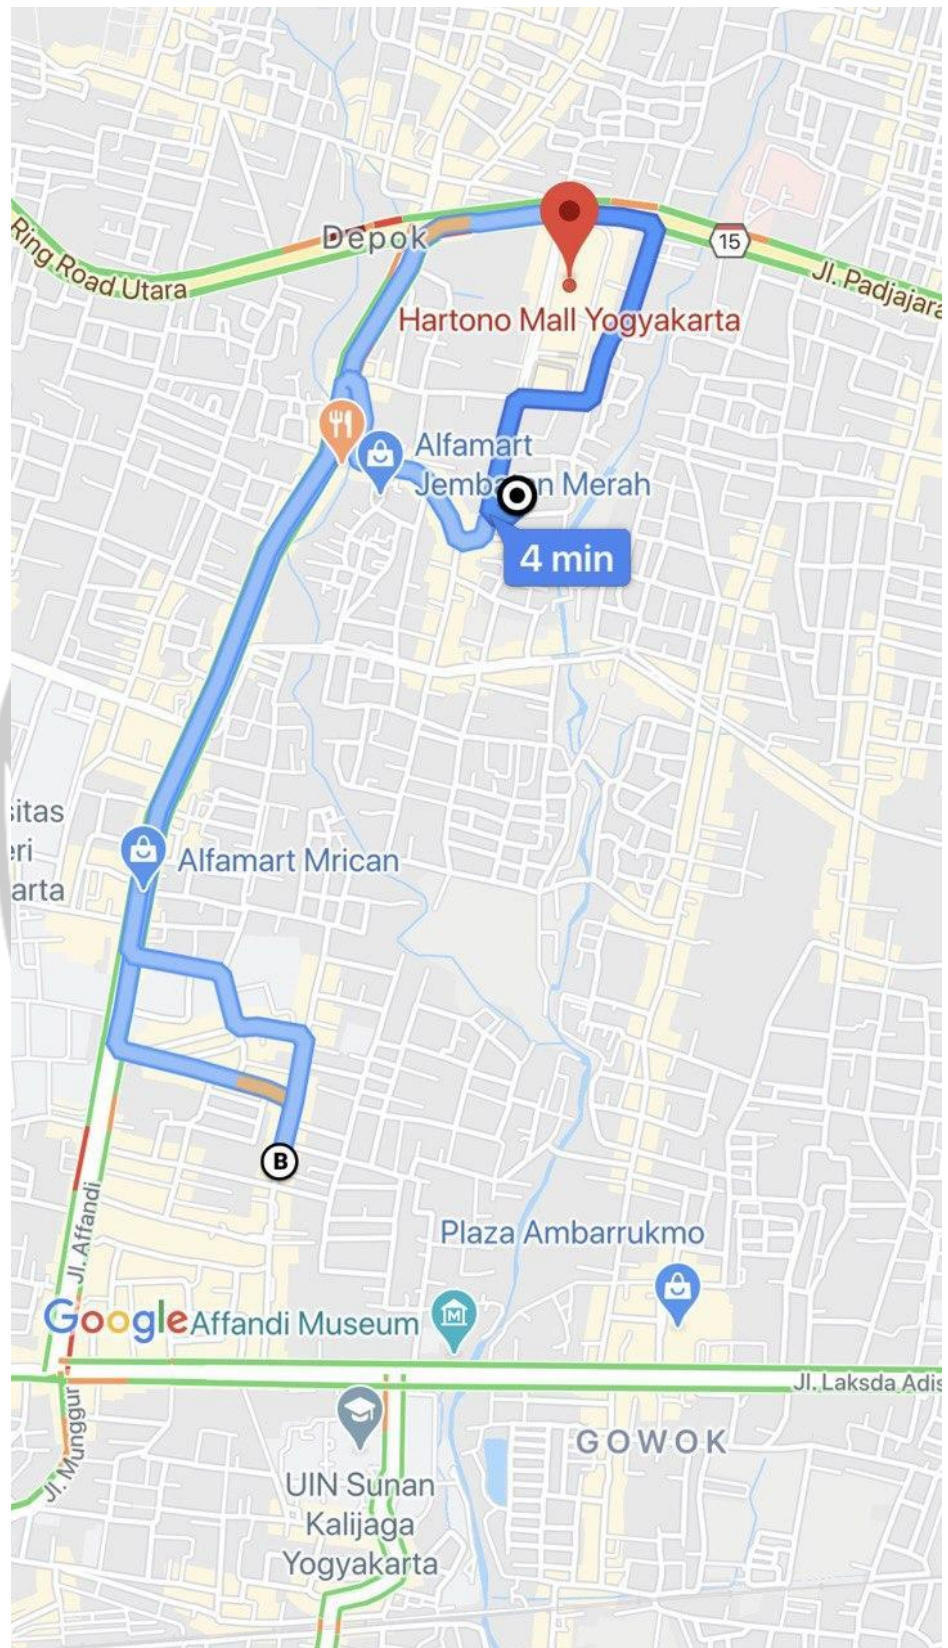 Depok
15
Ring Road Utara
Jl. Padjajara
Hartono Mall Yogyakarta
Alfamart
Jembatan Merah
4 min
sitas
eri
arta
Alfamart Mrican
B
Plaza Ambarrukmo
Jl. Affandi
Google
Affandi Museum
M
Jl. Laksda Adis
Jl. Munggur
GOWOK
UIN Sunan
Kalijaga
Yogyakarta